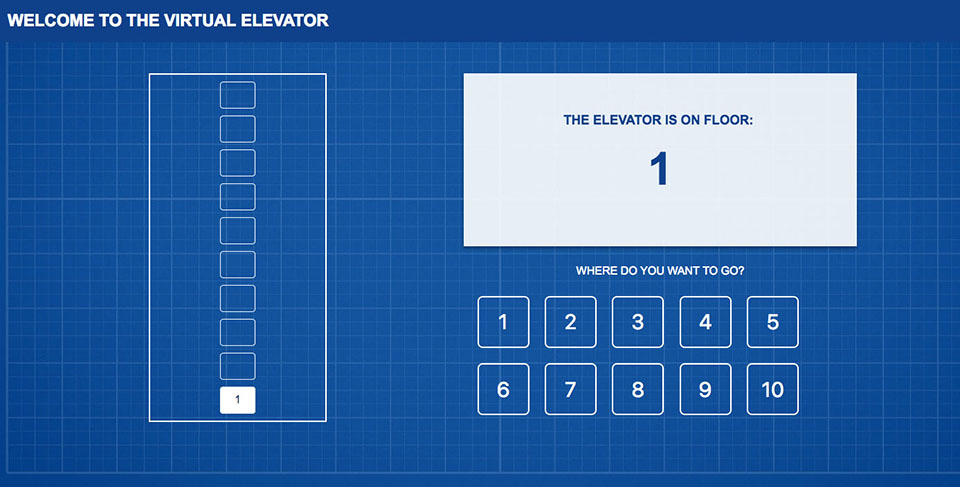 WELCOME TO THE VIRTUAL ELEVATOR
1
THE ELEVATOR IS ON FLOOR:
1
WHERE DO YOU WANT TO GO?
1 2 3 4 5
6 7 8 9 10